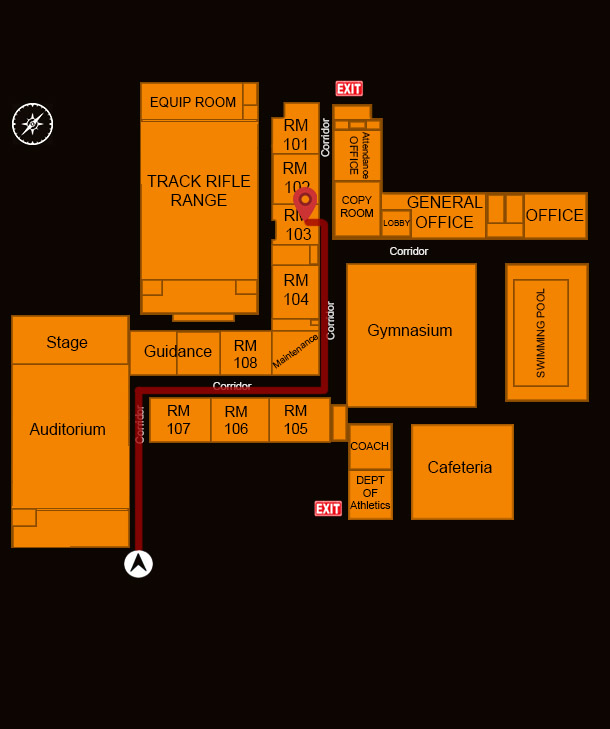 EXIT
EQUIP ROOM
RM
101
Corridor
Attendance
OFFICE
TRACK RIFLE
RANGE
RM
102
COPY
ROOM
GENERAL
OFFICE
LOBBY
OFFICE
RM
103
Corridor
RM
104
Corridor
Gymnasium
SWIMMING POOL
Stage
Guidance
RM
108
Maintenance
Corridor
Auditorium
Corridor
RM
107
RM
106
RM
105
COACH
Cafeteria
DEPT
OF
Athletics
EXIT